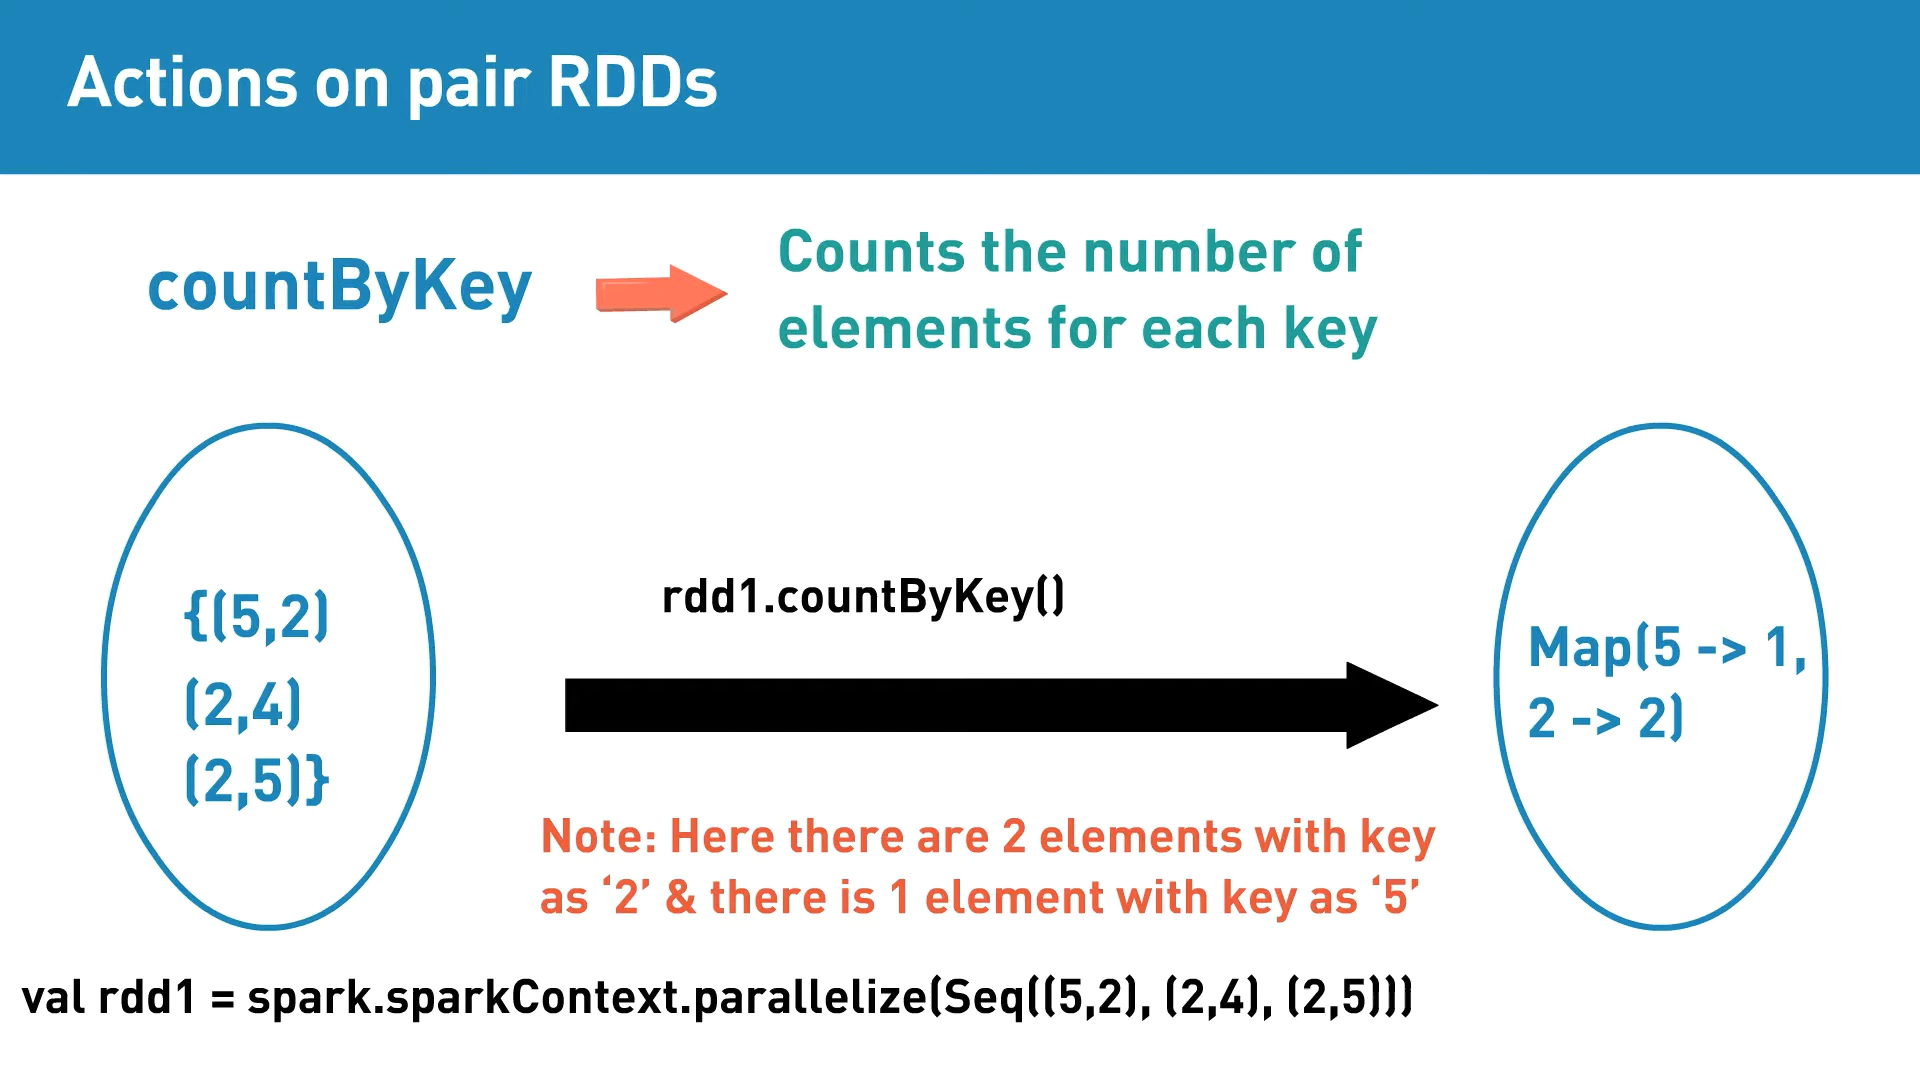 Actions on pair RDDs
countByKey
Counts the number of
elements for each key
{(5,2)
(2,4)
(2,5)}
rdd1.countByKey()
Map(5 -> 1,
2 -> 2)
Note: Here there are 2 elements with key
as ‘2’ & there is 1 element with key as ‘5’
val rdd1 = spark.sparkContext.parallelize(Seq((5,2), (2,4), (2,5)))